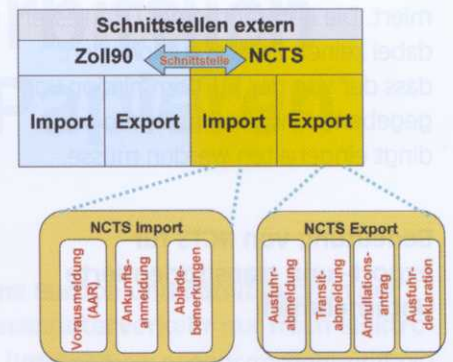 Schnittstellen extern
Zoll90 Schnittstelle NCTS
Import Export Import Export
NCTS Import
Vorausmeldung (AAR)
Ankunfts-anmeldung
Ablade-bemerkungen
NCTS Export
Ausfuhr-abmeldung
Transit-abmeldung
Annullations-antrag
Ausfuhr-deklaration